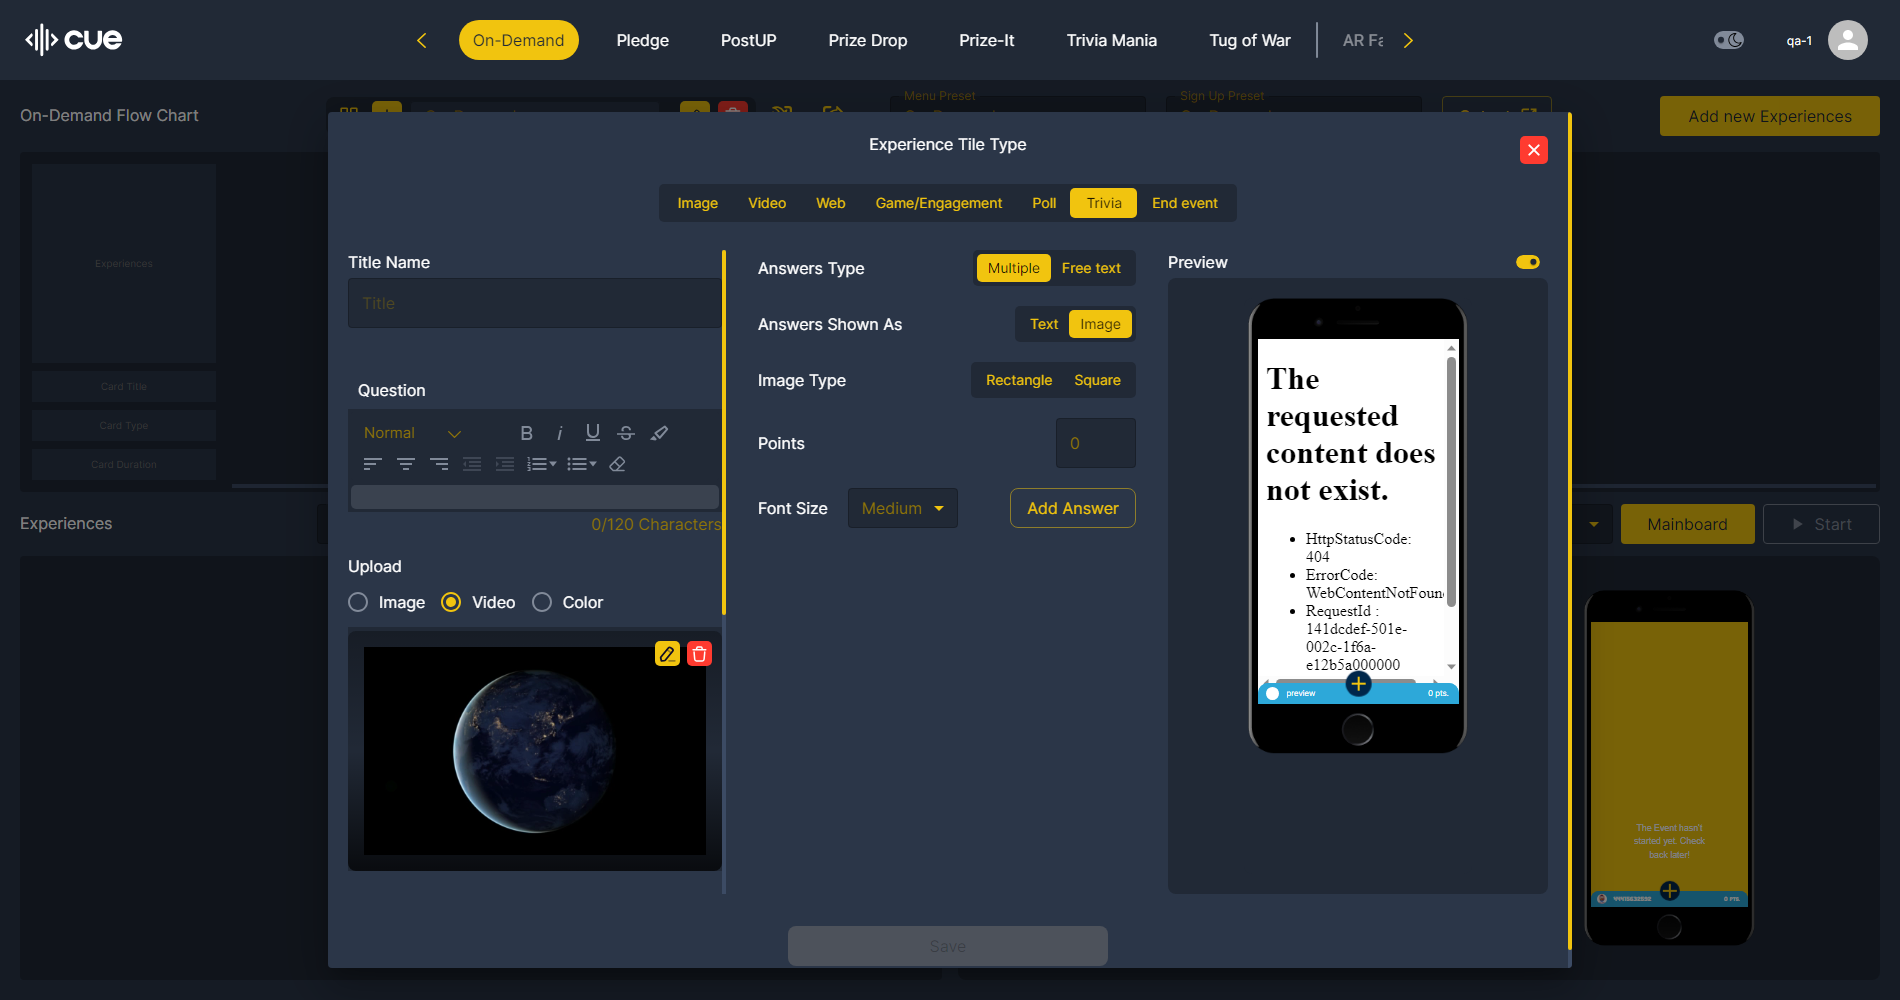 cue
On-Demand
Pledge
PostUP
Prize Drop
Prize-It
Trivia Mania
Tug of War
AR Fa
qa-1
On-Demand Flow Chart
Menu Preset
Sign Up Preset
Add new Experiences
Experience Tile Type
Image
Video
Web
Game/Engagement
Poll
Trivia
End event
Experiences
Card Title
Card Type
Card Duration
Experiences
Title Name
Title
Question
Normal
0/120 Characters
Upload
Image
Video
Color
Answers Type
Multiple
Free text
Answers Shown As
Text
Image
Image Type
Rectangle
Square
Points
0
Font Size
Medium
Add Answer
Preview
The
requested
content does
not exist.
HttpStatusCode:
404
ErrorCode:
WebContentNotFoun
RequestId :
141dcdef-501e-
002c-1f6a-
e12b5a000000
preview
0 pts.
Mainboard
Start
The Event hasn't
started yet. Check
back later!
0 PTS.
Save